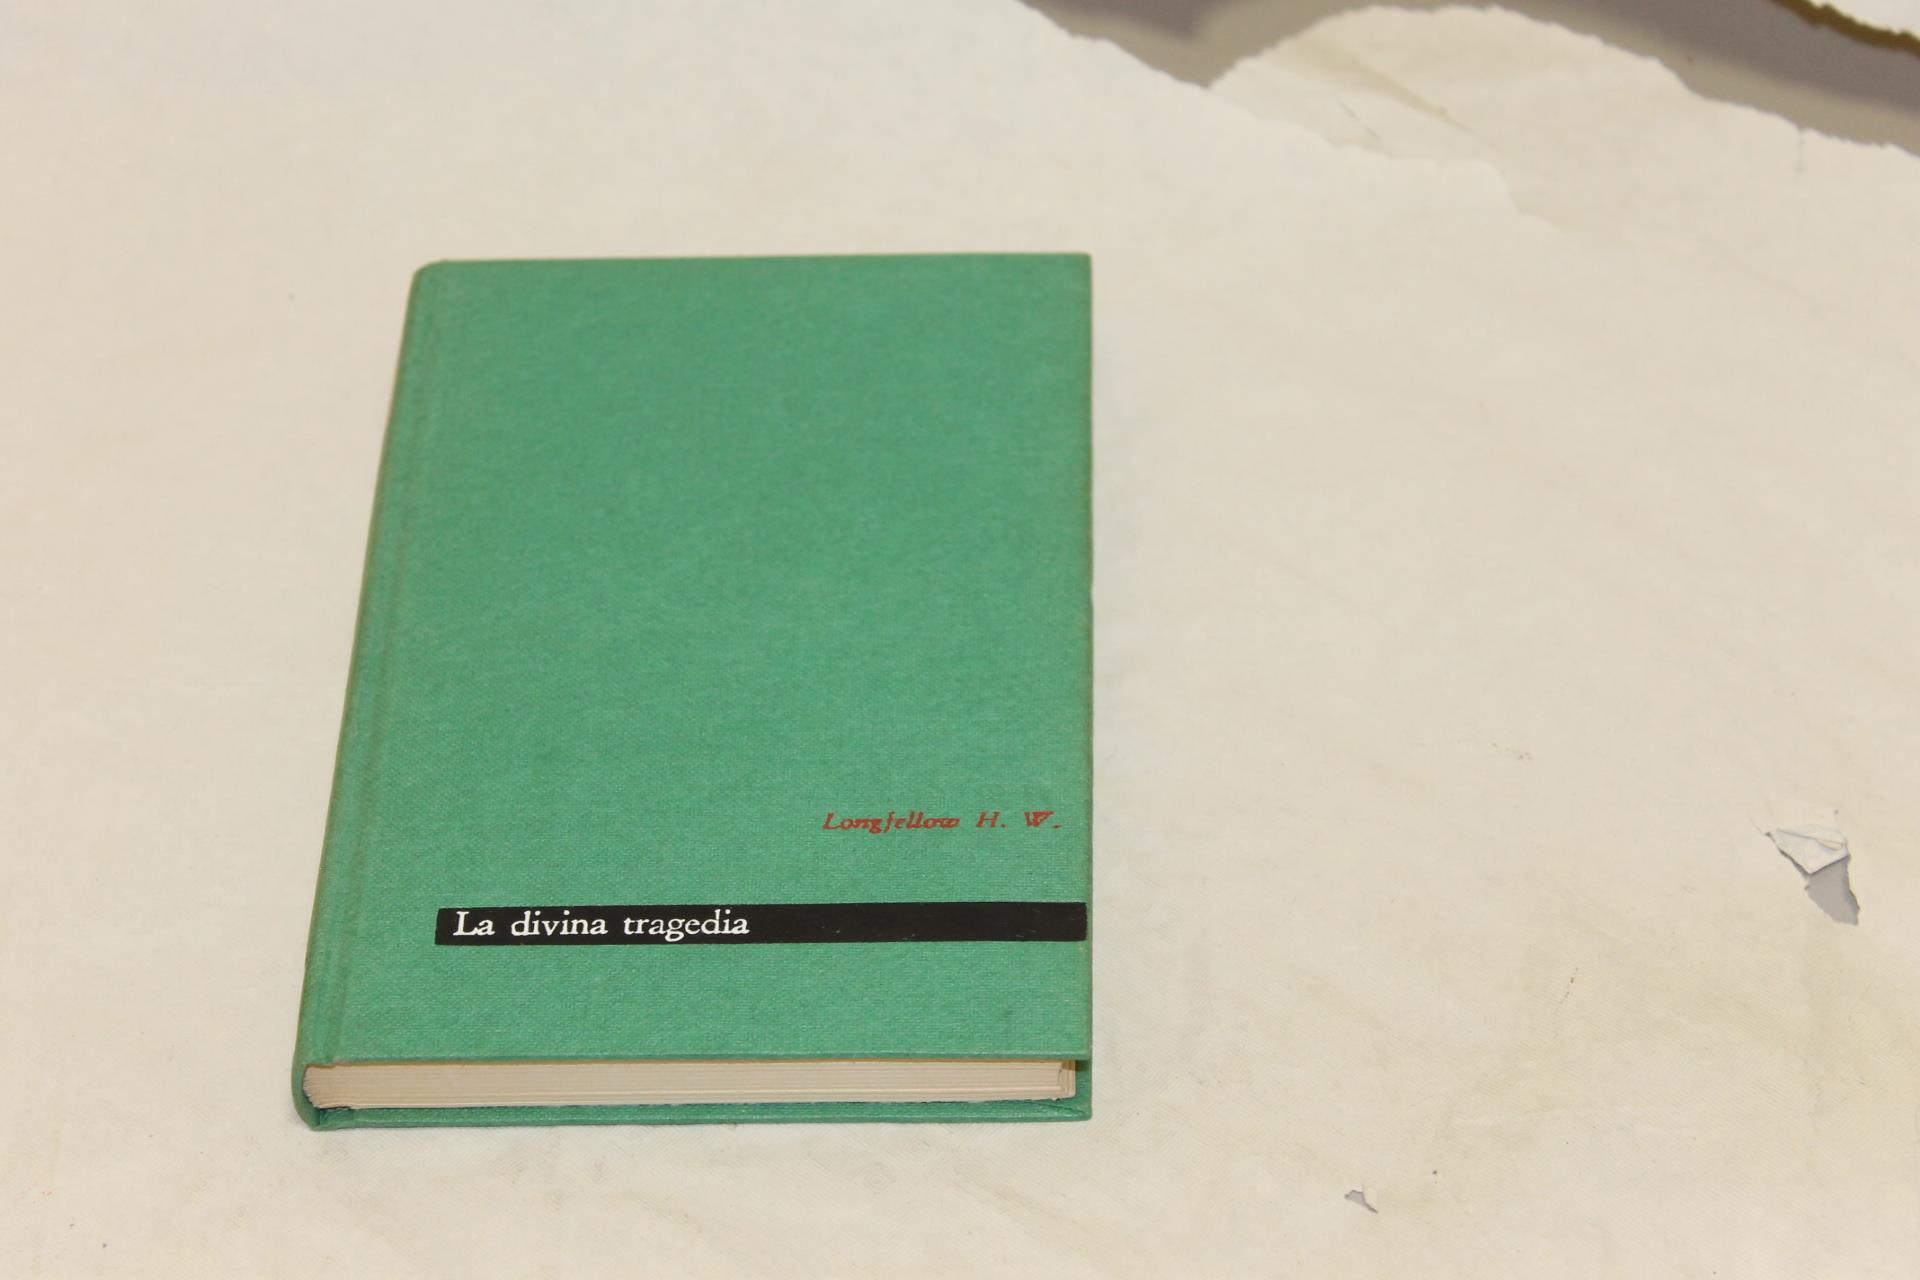 Longfellow H. W.
La divina tragedia